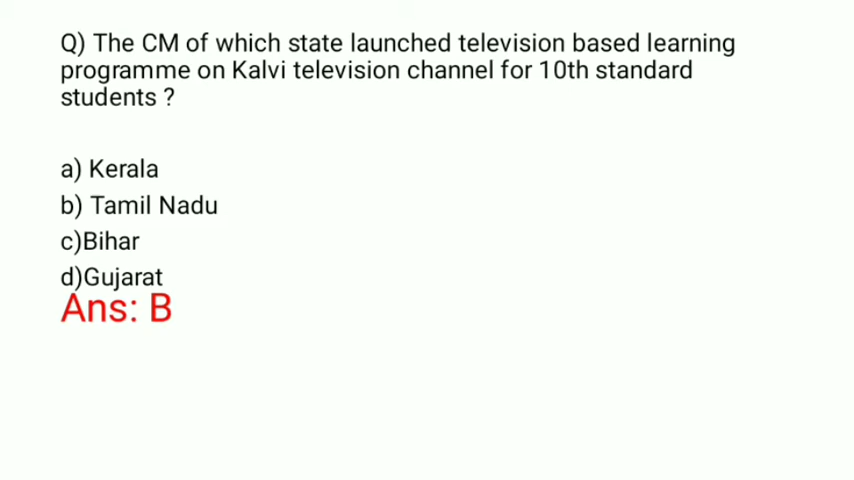 Q) The CM of which state launched television based learning
programme on Kalvi television channel for 10th standard
students ?
a) Kerala
b) Tamil Nadu
c)Bihar
d)Gujarat
Ans: B